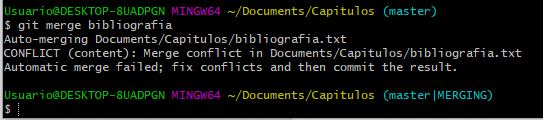 Usuario@DESKTOP-8UADPGN MINGW64 ~/Documents/Capitulos (master)
$ git merge bibliografia
Auto-merging Documents/Capitulos/bibliografia.txt
CONFLICT (content): Merge conflict in Documents/Capitulos/bibliografia.txt
Automatic merge failed; fix conflicts and then commit the result.
Usuario@DESKTOP-8UADPGN MINGW64 ~/Documents/Capitulos (master|MERGING)
$